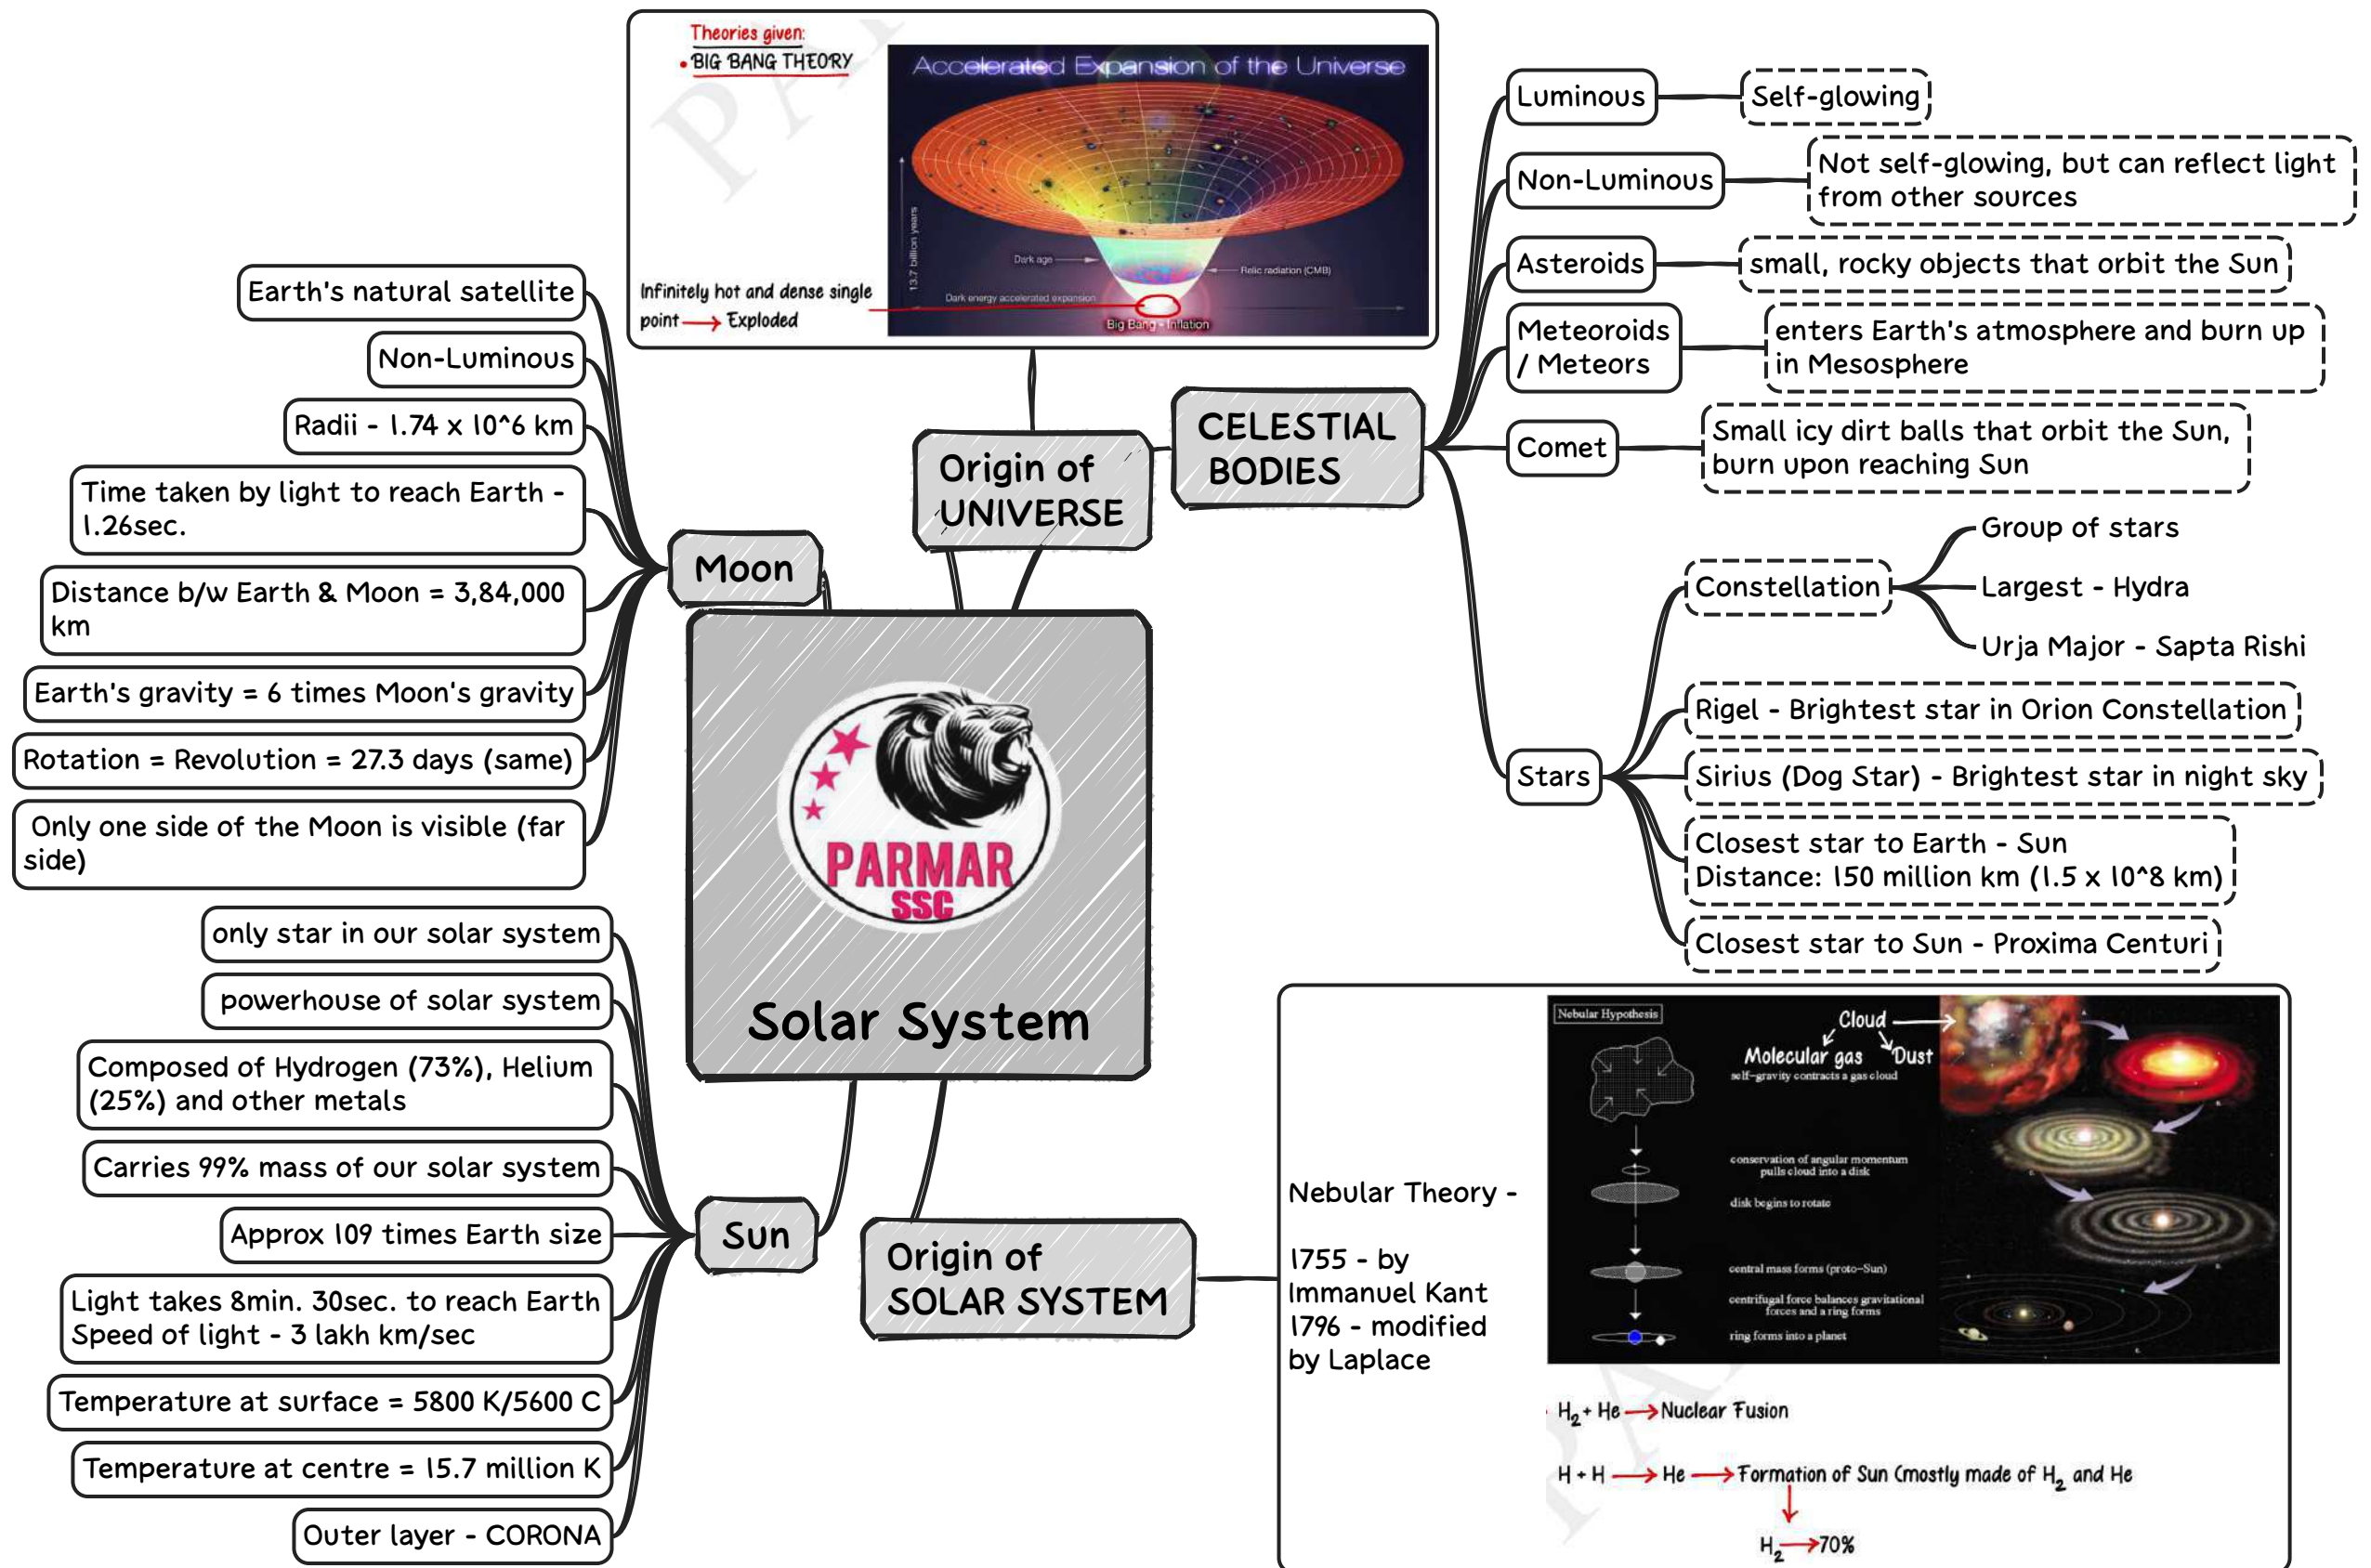 Theories given:
• BIG BANG THEORY
Accelerated Expansion of the Universe
13.7 billion years
Dark age
Relic radiation (CMB)
Dark energy accelerated expansion
Big Bang - Inflation
Infinitely hot and dense single
point → Exploded
Origin of
UNIVERSE
CELESTIAL
BODIES
Luminous
Self-glowing
Non-Luminous
Not self-glowing, but can reflect light
from other sources
Asteroids
small, rocky objects that orbit the Sun
Meteoroids
/ Meteors
enters Earth's atmosphere and burn up
in Mesosphere
Comet
Small icy dirt balls that orbit the Sun,
burn upon reaching Sun
Stars
Constellation
Group of stars
Largest - Hydra
Urja Major - Sapta Rishi
Rigel - Brightest star in Orion Constellation
Sirius (Dog Star) - Brightest star in night sky
Closest star to Earth - Sun
Distance: 150 million km (1.5 x 10^8 km)
Closest star to Sun - Proxima Centuri
Moon
Earth's natural satellite
Non-Luminous
Radii - 1.74 x 10^6 km
Time taken by light to reach Earth -
1.26sec.
Distance b/w Earth & Moon = 3,84,000
km
Earth's gravity = 6 times Moon's gravity
Rotation = Revolution = 27.3 days (same)
Only one side of the Moon is visible (far
side)
PARMAR
SSC
Solar System
Sun
only star in our solar system
powerhouse of solar system
Composed of Hydrogen (73%), Helium
(25%) and other metals
Carries 99% mass of our solar system
Approx 109 times Earth size
Light takes 8min. 30sec. to reach Earth
Speed of light - 3 lakh km/sec
Temperature at surface = 5800 K/5600 C
Temperature at centre = 15.7 million K
Outer layer - CORONA
Origin of
SOLAR SYSTEM
Nebular Theory -
1755 - by
Immanuel Kant
1796 - modified
by Laplace
Nebular Hypothesis
Cloud
Molecular gas
Dust
self-gravity contracts a gas cloud
conservation of angular momentum
pulls cloud into a disk
disk begins to rotate
central mass forms (proto-Sun)
centrifugal force balances gravitational
forces and a ring forms
ring forms into a planet
H₂ + He → Nuclear Fusion
H + H → He → Formation of Sun (mostly made of H₂ and He
H₂ → 70%